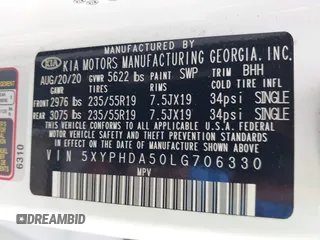 MANUFACTURED BY
KIA KIA MOTORS MANUFACTURING GEORGIA, INC.
AUG/20/20 GVWR 5622 lbs PAINT SWP TRIM BHH
GAWR TIRES RIMS COLD TIRE INFL
FRONT 2976 lbs 235/55R19 7.5JX19 34psi SINGLE
REAR 3075 lbs 235/55R19 7.5JX19 34psi SINGLE
THIS VEHICLE CONFORMS TO ALL APPLICABLE U.S.A. FEDERAL
MOTOR VEHICLE SAFETY, BUMPER, AND THEFT PREVENTION
STANDARDS IN EFFECT ON THE DATE OF MANUFACTURE SHOWN ABOVE.
VIN 5XYPHDA50LG706330
MPV
6310
DREAMBID